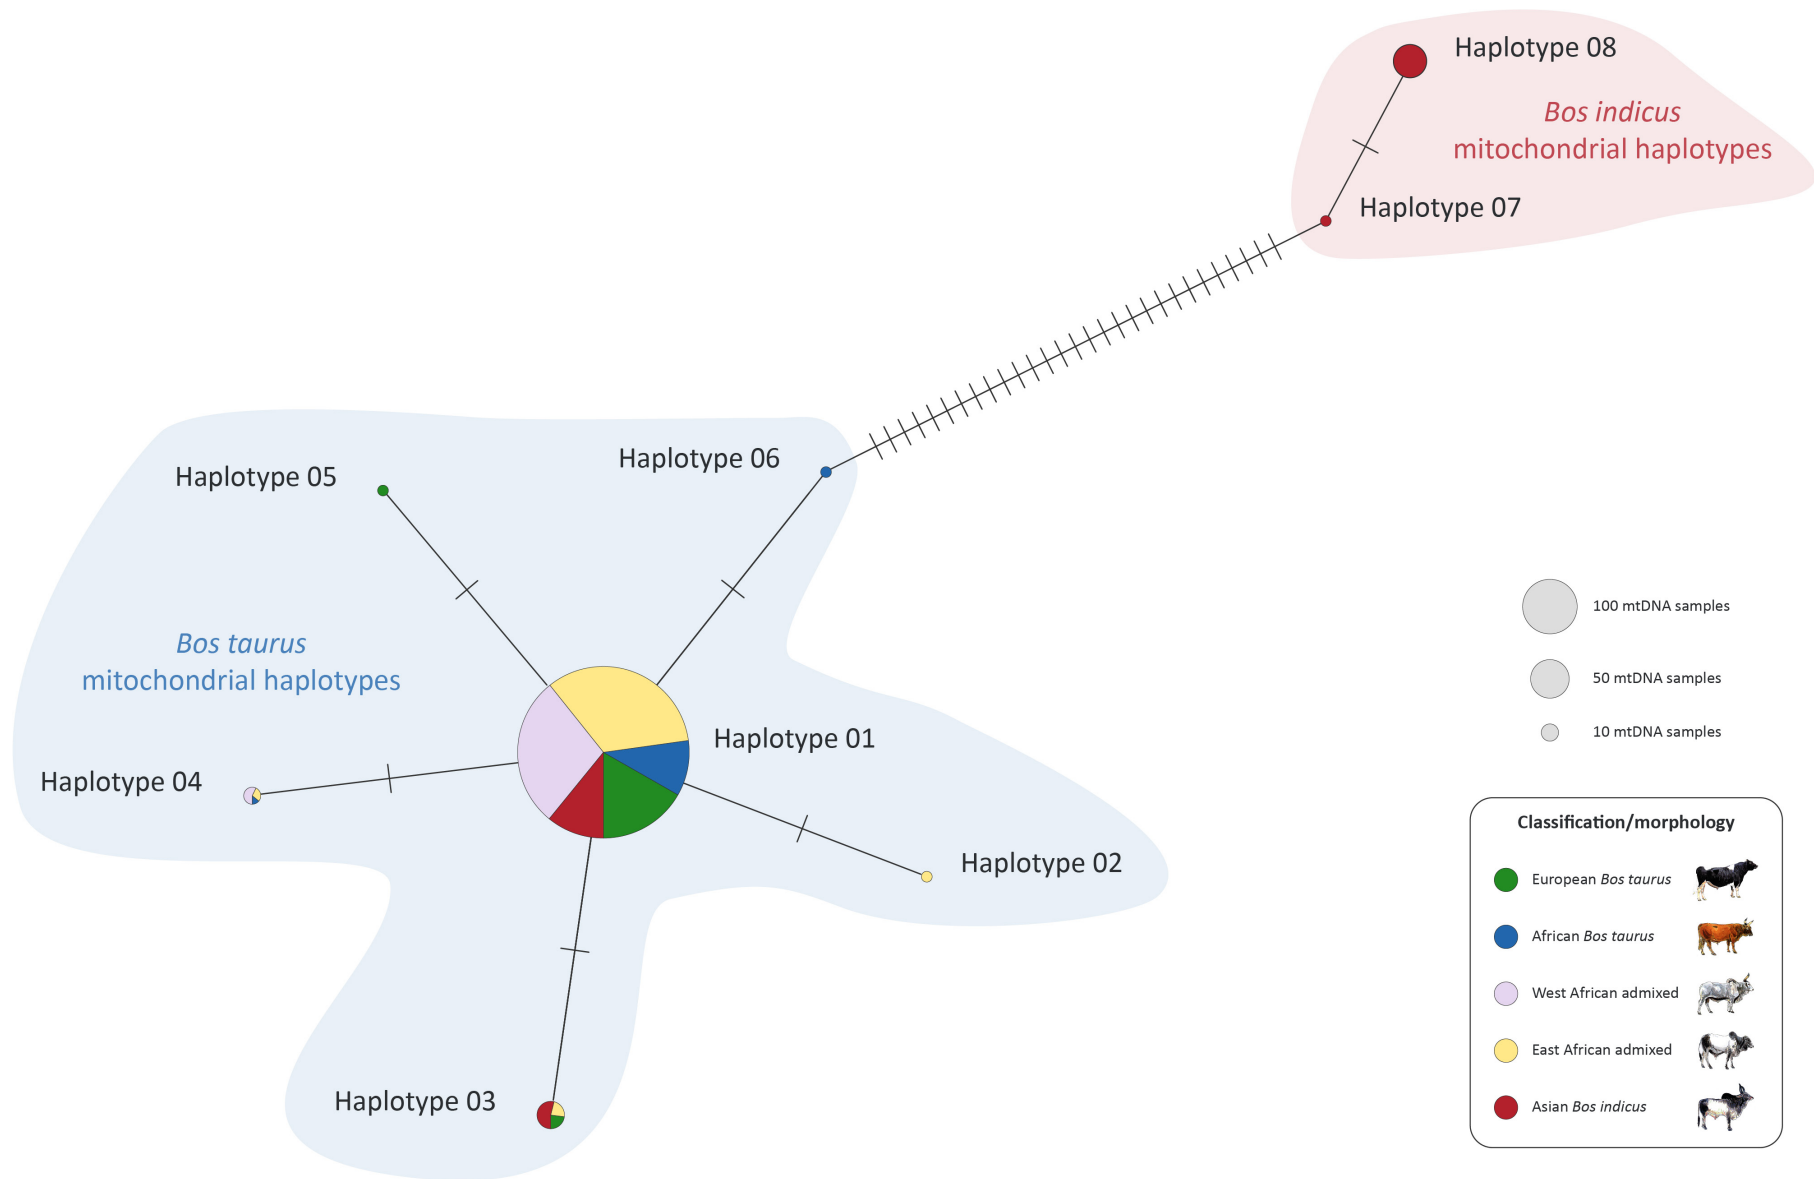 Haplotype 08
Bos indicus
mitochondrial haplotypes
Haplotype 07
Haplotype 06
Haplotype 05
Bos taurus
mitochondrial haplotypes
Haplotype 01
Haplotype 04
Haplotype 02
Haplotype 03
100 mtDNA samples
50 mtDNA samples
10 mtDNA samples
Classification/morphology
European Bos taurus
African Bos taurus
West African admixed
East African admixed
Asian Bos indicus